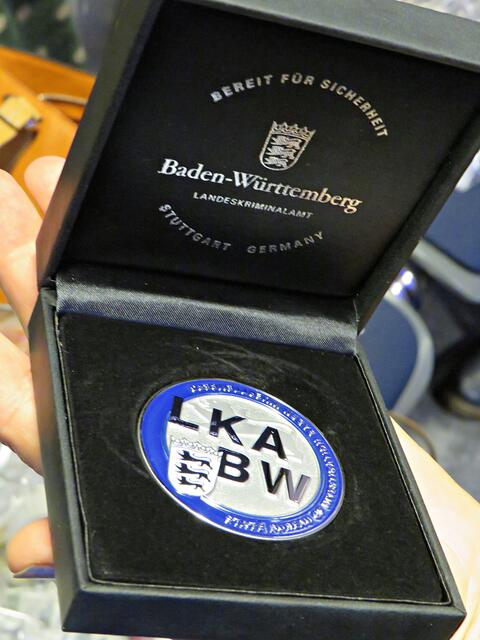 BEREIT FÜR SICHERHEIT
Baden-Württemberg
LANDESKRIMINALAMT
STUTTGART GERMANY
LKA
BW